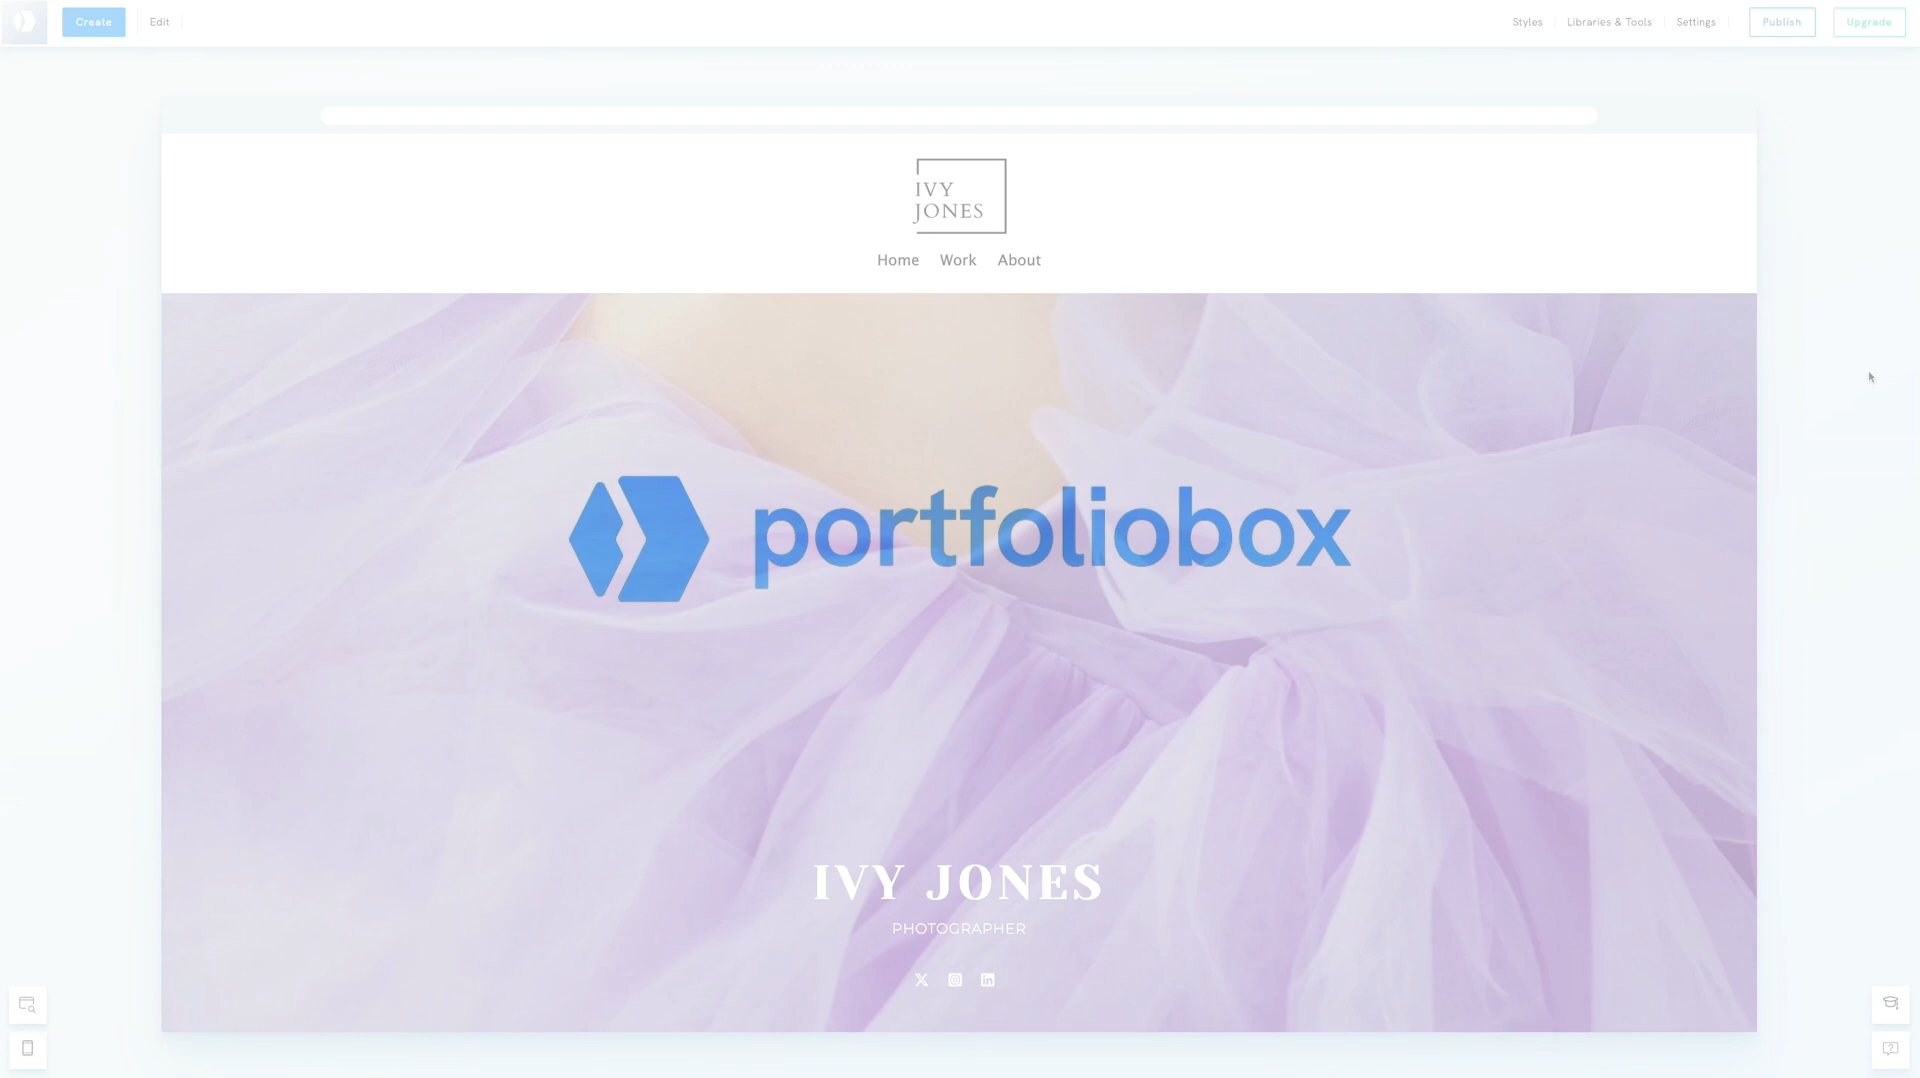 Create Edit Styles Libraries & Tools Settings Publish Upgrade
IVY
JONES
Home Work About
portfoliobox
IVY JONES
PHOTOGRAPHER